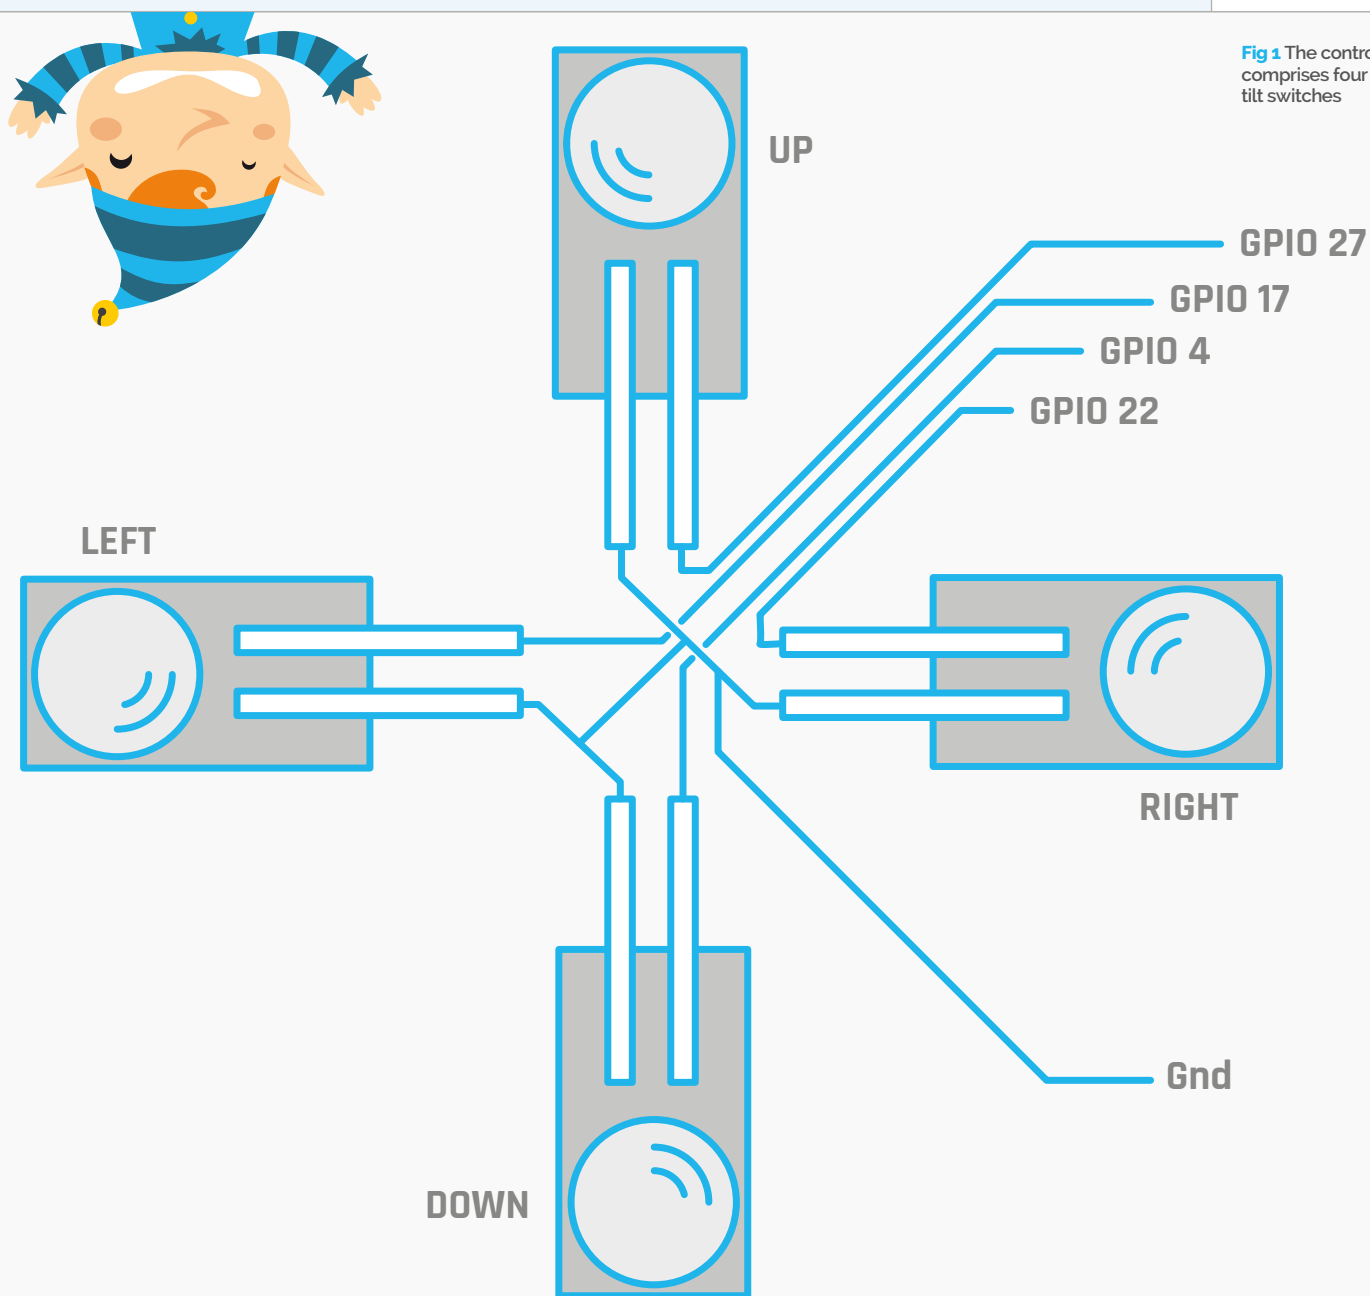 Fig 1 The
comprises four
tilt switches
UP
GPIO 27
GPIO 17
GPIO 4
GPIO 22
LEFT
RIGHT
Gnd
DOWN